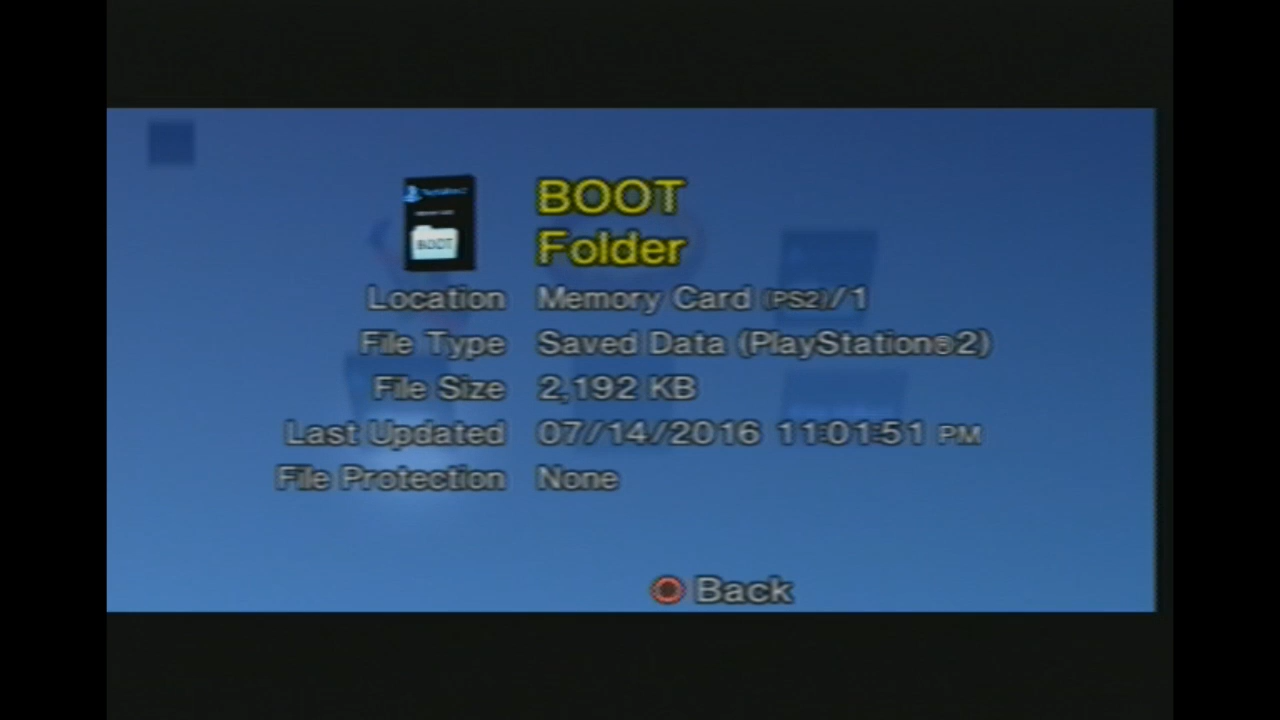 BOOT
BOOT
Folder
Location Memory Card (PS2)/1
File Type Saved Data (PlayStation®2)
File Size 2,192 KB
Last Updated 07/14/2016 11:01:51 PM
File Protection None
Back